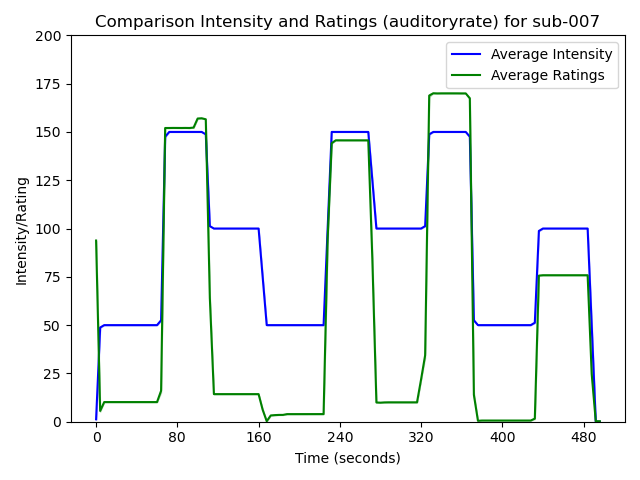 Comparison Intensity and Ratings (auditoryrate) for sub-007
Average Intensity
Average Ratings
Intensity/Rating
200
175
150
125
100
75
50
25
0
0 80 160 240 320 400 480
Time (seconds)